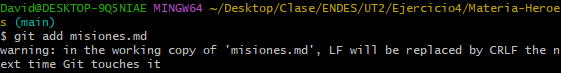 David@DESKTOP-9Q5NIAE MINGW64 ~/Desktop/Clase/ENDES/UT2/Ejercicio4/Materia-Heroe
s (main)
$ git add misiones.md
warning: in the working copy of 'misiones.md', LF will be replaced by CRLF the n
ext time Git touches it